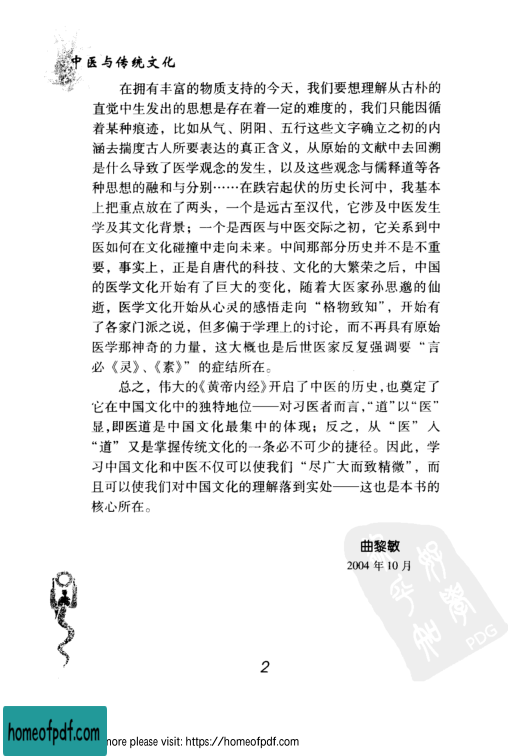 中医与传统文化
在拥有丰富的物质支持的今天，我们要想理解从古朴的
直觉中生发出的思想是存在着一定的难度的，我们只能因循
着某种痕迹，比如从气、阴阳、五行这些文字确立之初的内
涵去揣度古人所要表达的真正含义，从原始的文献中去回溯
是什么导致了医学观念的发生，以及这些观念与儒释道等各
种思想的融和与分别……在跌宕起伏的历史长河中，我基本
上把重点放在了两头，一个是远古至汉代，它涉及中医发生
学及其文化背景；一个是西医与中医交际之初，它关系到中
医如何在文化碰撞中走向未来。中间那部分历史并不是不重
要，事实上，正是自唐代的科技、文化的大繁荣之后，中国
的医学文化开始有了巨大的变化，随着大医家孙思邈的仙
逝，医学文化开始从心灵的感悟走向“格物致知”，开始有
了各家门派之说，但多偏于学理上的讨论，而不再具有原始
医学那神奇的力量，这大概也是后世医家反复强调要“言
必《灵》、《素》”的症结所在。
总之，伟大的《黄帝内经》开启了中医的历史，也奠定了
它在中国文化中的独特地位——对习医者而言，“道”以“医”
显，即医道是中国文化最集中的体现；反之，从“医”入
“道”又是掌握传统文化的一条必不可少的捷径。因此，学
习中国文化和中医不仅可以使我们“尽广大而致精微”，而
且可以使我们对中国文化的理解落到实处——这也是本书的
核心所在。
曲黎敏
2004 年 10 月
PDG
2
homeofpdf.com
more please visit: https://homeofpdf.com